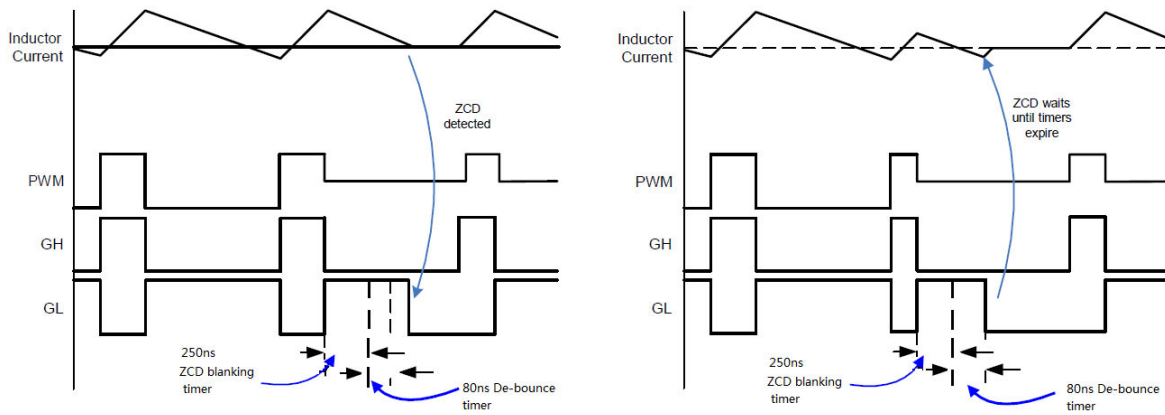 Inductor
Current
ZCD
detected
PWM
GH
GL
250ns
ZCD blanking
timer
80ns De-bounce
timer
Inductor
Current
ZCD waits
until timers
expire
PWM
GH
GL
250ns
ZCD blanking
timer
80ns De-bounce
timer